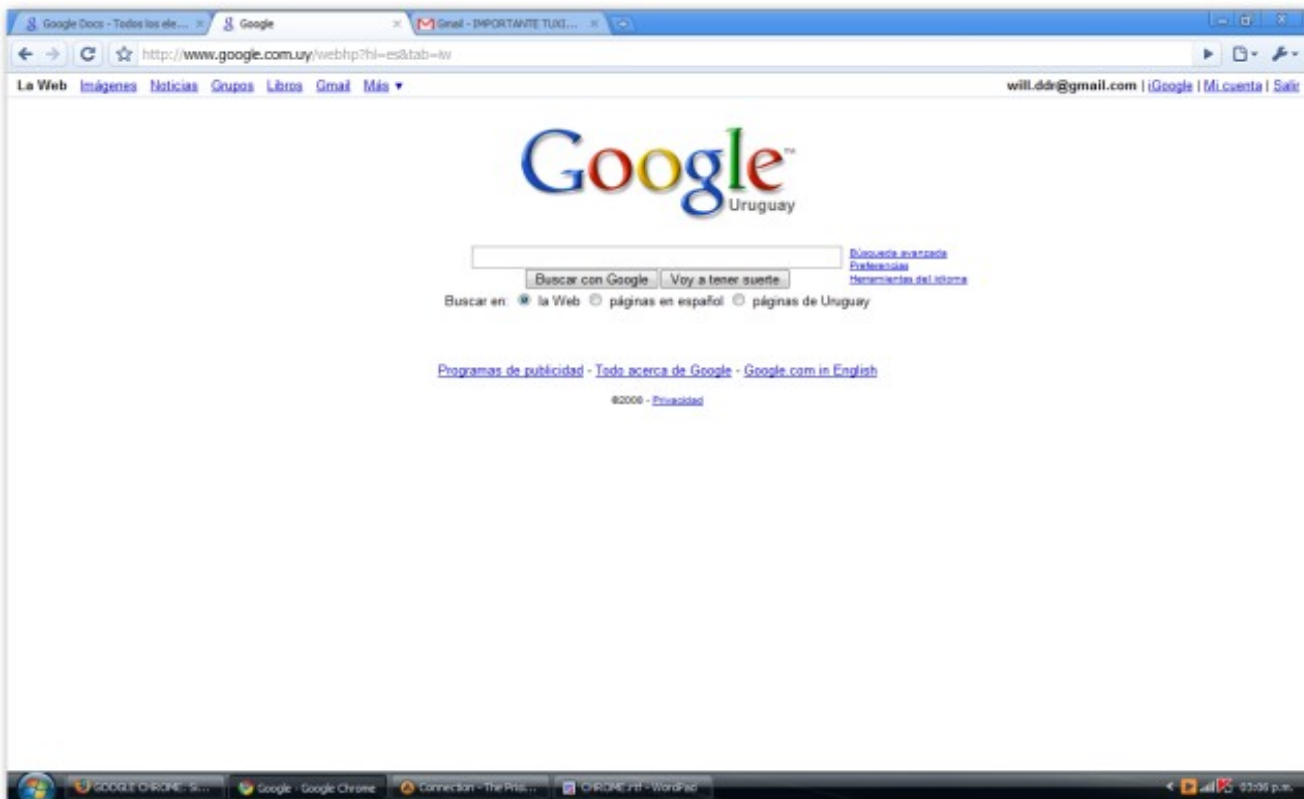 Google Docs - Todos los ele... Google Gmail - IMPORTANTE TUXI...
http://www.google.com.uy/webhp?hl=es&tab=iw
La Web Imágenes Noticias Grupos Libros Gmail Más ▼ will.ddr@gmail.com | iGoogle | Mi cuenta | Salir
Google™
Uruguay
Búsqueda avanzada
Preferencias
Buscar con Google Voy a tener suerte Herramientas del idioma
Buscar en: la Web páginas en español páginas de Uruguay
Programas de publicidad - Todo acerca de Google - Google.com in English
©2008 - Privacidad
GOOGLE CHROME: Si... Google - Google Chrome Connection - The Pris... CHROME.rtf - WordPad 03:06 p.m.